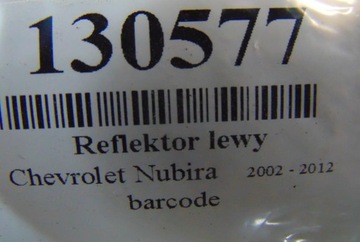 130577
Reflektor lewy
Chevrolet Nubira 2002 - 2012
barcode